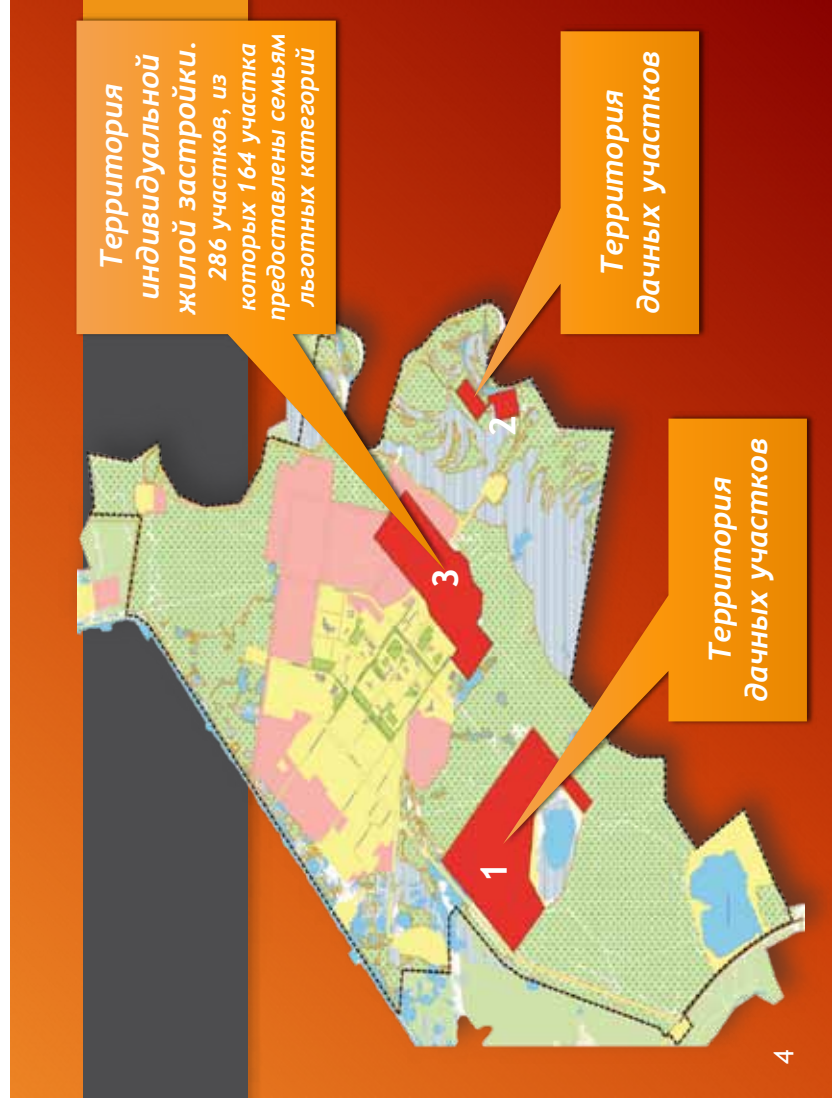 Территория
индивидуальной
жилой застройки.
286 участков, из
которых 164 участка
предоставлены семьям
льготных категорий
3
2
Территория
дачных участков
1
Территория
дачных участков
4